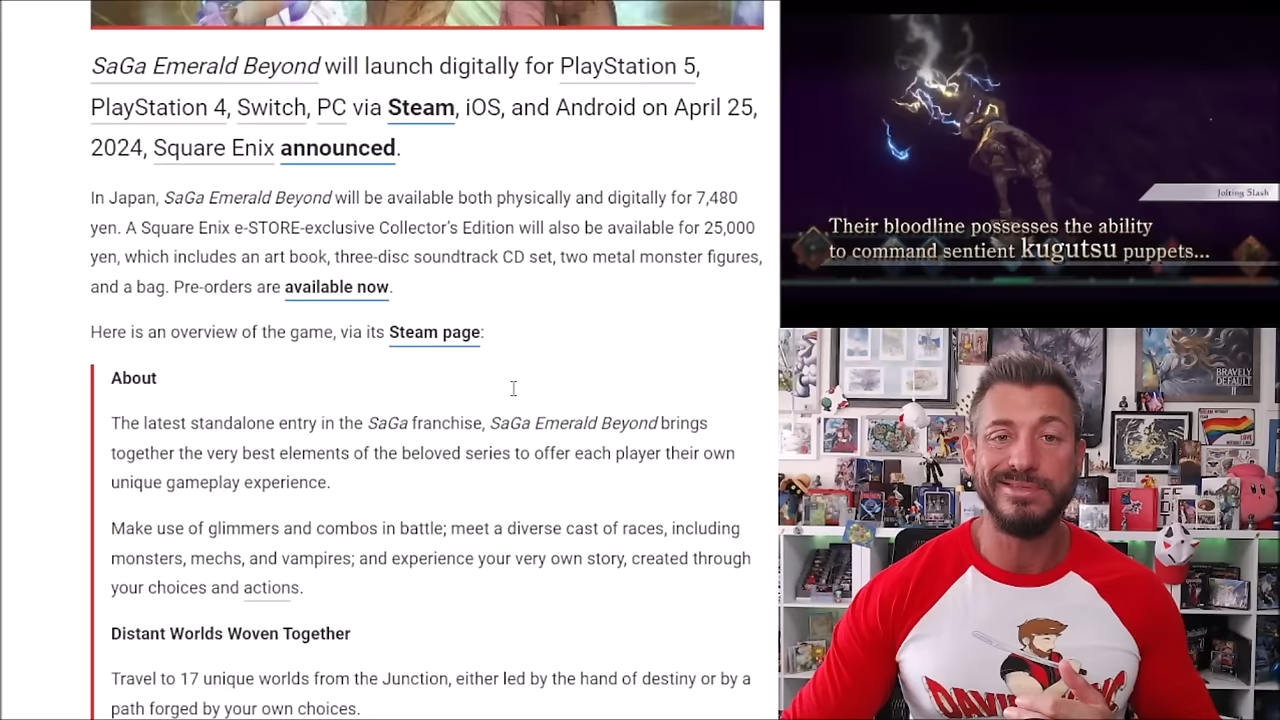 SaGa Emerald Beyond will launch digitally for PlayStation 5,
PlayStation 4, Switch, PC via Steam, iOS, and Android on April 25,
2024, Square Enix announced.
In Japan, SaGa Emerald Beyond will be available both physically and digitally for 7,480
yen. A Square Enix e-STORE-exclusive Collector’s Edition will also be available for 25,000
yen, which includes an art book, three-disc soundtrack CD set, two metal monster figures,
and a bag. Pre-orders are available now.
Here is an overview of the game, via its Steam page:
About
The latest standalone entry in the SaGa franchise, SaGa Emerald Beyond brings
together the very best elements of the beloved series to offer each player their own
unique gameplay experience.
Make use of glimmers and combos in battle; meet a diverse cast of races, including
monsters, mechs, and vampires; and experience your very own story, created through
your choices and actions.
Distant Worlds Woven Together
Travel to 17 unique worlds from the Junction, either led by the hand of destiny or by a
path forged by your own choices.
Jolting Slash
Their bloodline possesses the ability
to command sentient kugutsu puppets...
BRAVELY
DEFAULT
II